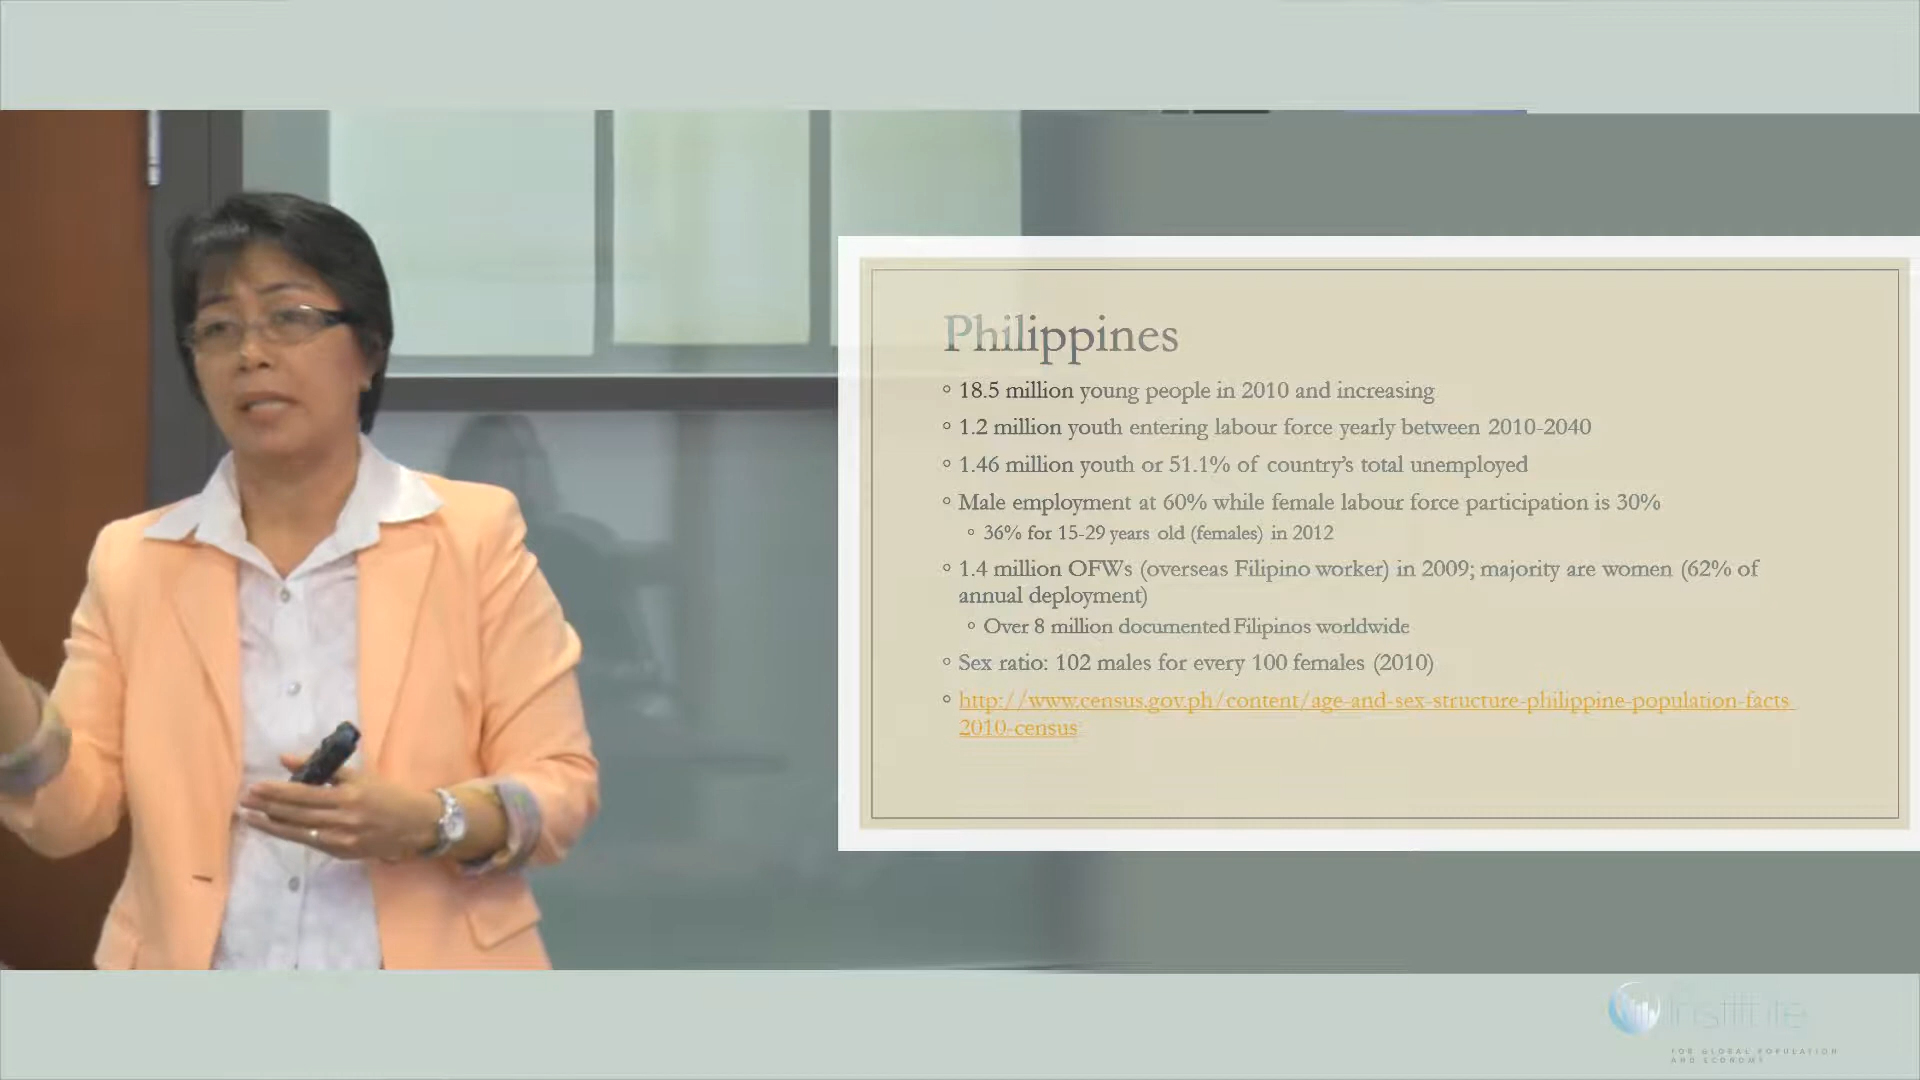 Philippines
18.5 million young people in 2010 and increasing
1.2 million youth entering labour force yearly between 2010-2040
1.46 million youth or 51.1% of country's total unemployed
Male employment at 60% while female labour force participation is 30%
36% for 15-29 years old (females) in 2012
1.4 million OFWs (overseas Filipino worker) in 2009; majority are women (62% of
annual deployment)
Over 8 million documented Filipinos worldwide
Sex ratio: 102 males for every 100 females (2010)
http://www.census.gov.ph/content/age-and-sex-structure-philippine-population-facts
2010-census
Institute
FOR GLOBAL POPULATION
AND ECONOMY